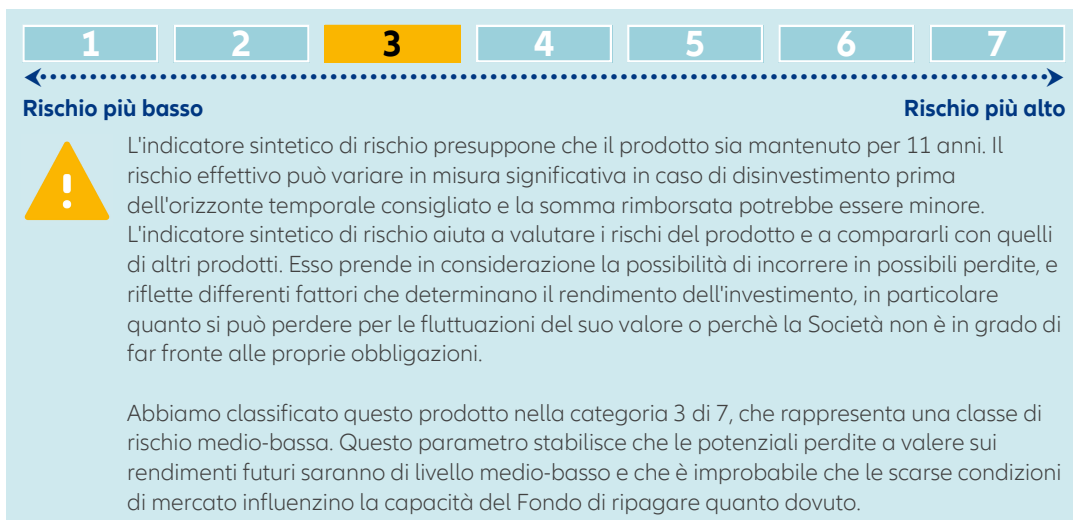 1 2 3 4 5 6 7
Rischio più basso Rischio più alto
L'indicatore sintetico di rischio presuppone che il prodotto sia mantenuto per 11 anni. Il
rischio effettivo può variare in misura significativa in caso di disinvestimento prima
dell'orizzonte temporale consigliato e la somma rimborsata potrebbe essere minore.
L'indicatore sintetico di rischio aiuta a valutare i rischi del prodotto e a compararli con quelli
di altri prodotti. Esso prende in considerazione la possibilità di incorrere in possibili perdite, e
riflette differenti fattori che determinano il rendimento dell'investimento, in particolare
quanto si può perdere per le fluttuazioni del suo valore o perchè la Società non è in grado di
far fronte alle proprie obbligazioni.
Abbiamo classificato questo prodotto nella categoria 3 di 7, che rappresenta una classe di
rischio medio-bassa. Questo parametro stabilisce che le potenziali perdite a valere sui
rendimenti futuri saranno di livello medio-basso e che è improbabile che le scarse condizioni
di mercato influenzino la capacità del Fondo di ripagare quanto dovuto.